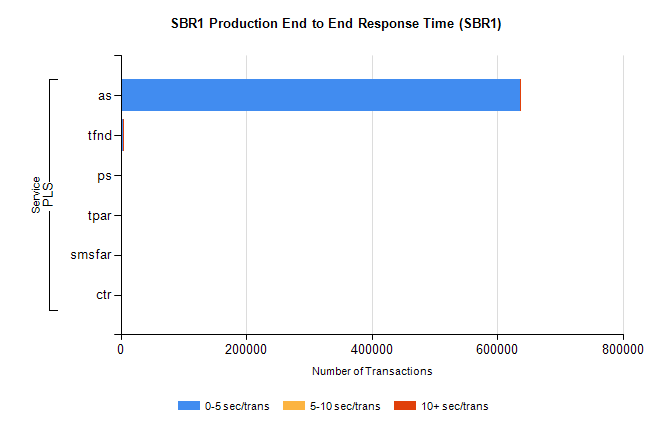 SBR1 Production End to End Response Time (SBR1)
Service
PLS
as
tfnd
ps
tpar
smsfar
ctr
0 200000 400000 600000 800000
Number of Transactions
0-5 sec/trans 5-10 sec/trans 10+ sec/trans